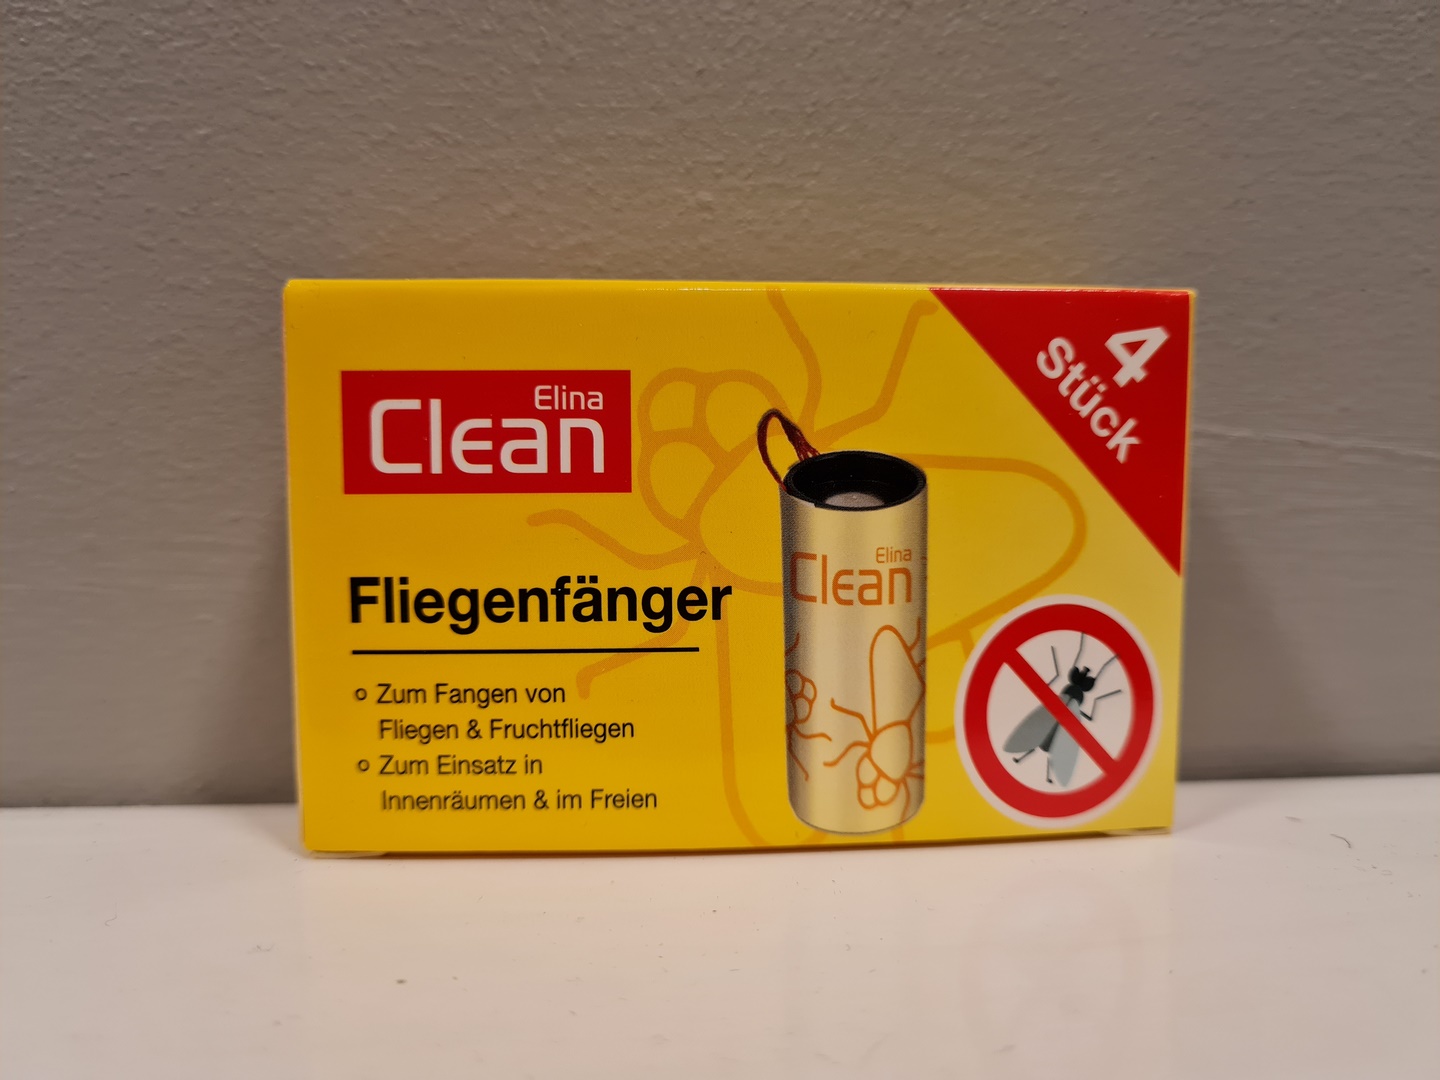 4
Stück
Elina
Clean
Fliegenfänger
Zum Fangen von
Fliegen & Fruchtfliegen
Zum Einsatz in
Innenräumen & im Freien
Elina
Clean